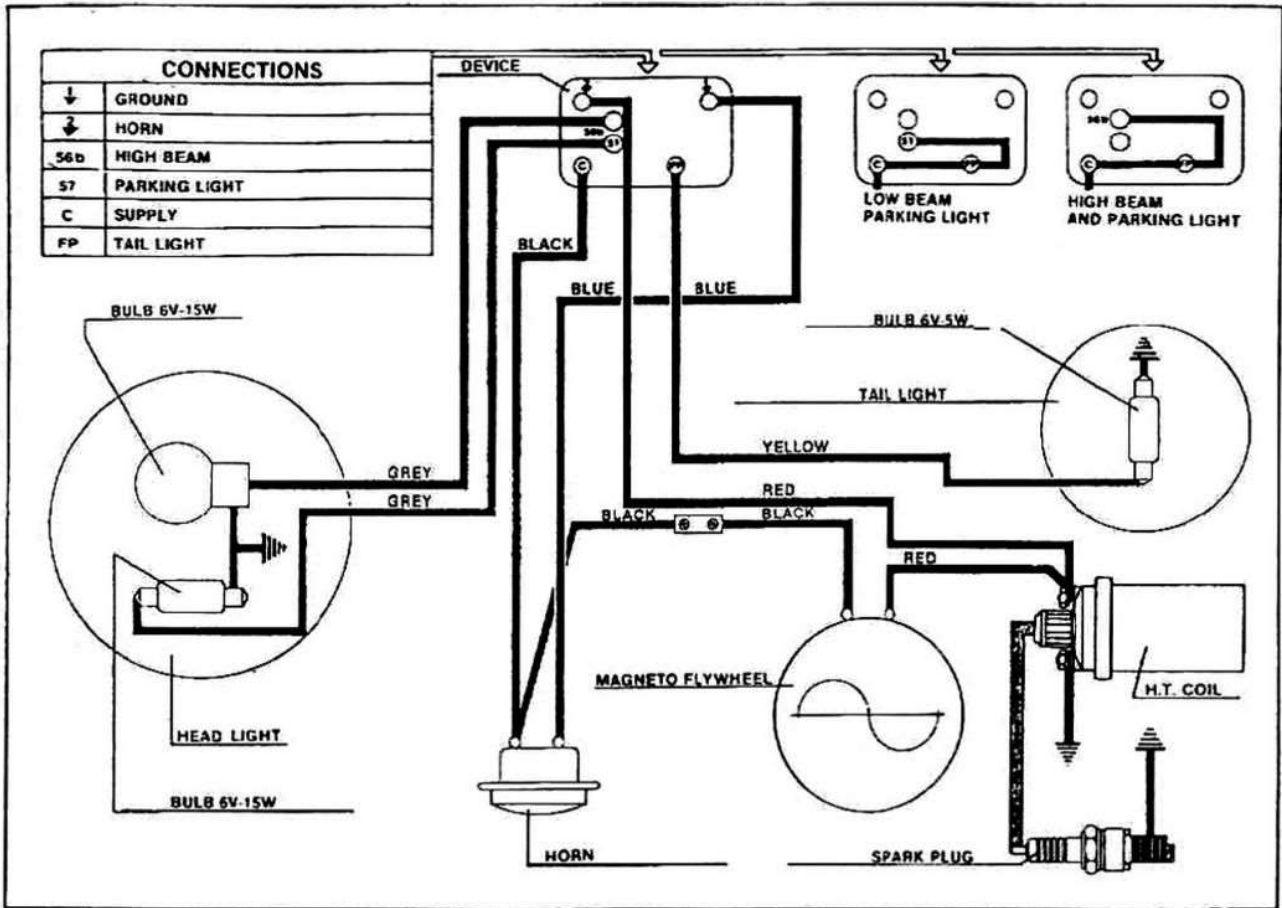 CONNECTIONS
GROUND
2 HORN
56b HIGH BEAM
57 PARKING LIGHT
C SUPPLY
FP TAIL LIGHT
DEVICE
56b
57
C
FP
57
C
FP
LOW BEAM
PARKING LIGHT
56b
C
FP
HIGH BEAM
AND PARKING LIGHT
BLACK
BLUE BLUE
BULB 6V-15W
BULB 6V-5W
TAIL LIGHT
YELLOW
GREY
GREY
RED
BLACK BLACK
RED
MAGNETO FLYWHEEL
H.T. COIL
HEAD LIGHT
BULB 6V-15W
HORN
SPARK PLUG